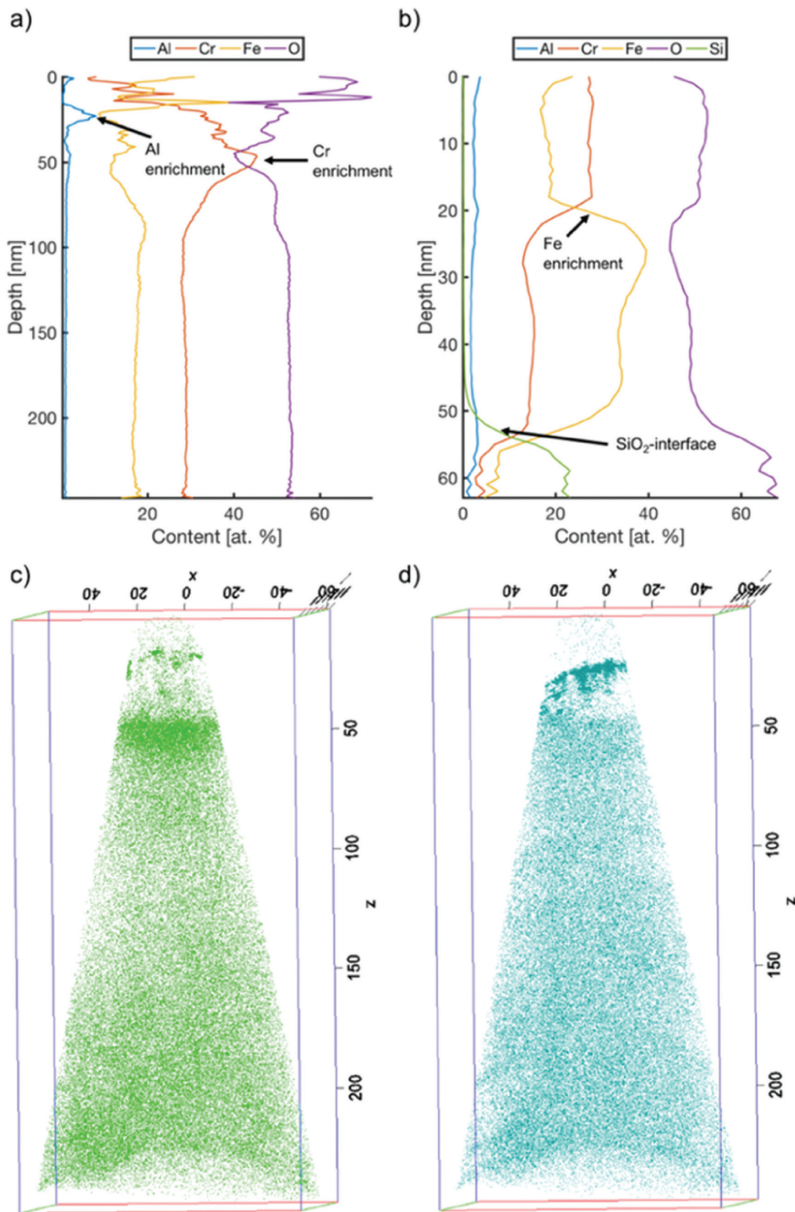 a)
Al Cr Fe O
0
50
100
150
200
Depth [nm]
Al
enrichment
Cr
enrichment
20 40 60
Content [at. %]
b)
Al Cr Fe O Si
0
10
20
30
40
50
60
Depth [nm]
Fe
enrichment
SiO₂-interface
0 20 40 60
Content [at. %]
c)
x
40 20 0 -20 -40 -60
50
100
z
150
200
d)
x
40 20 0 -20 -40 -60
50
100
z
150
200